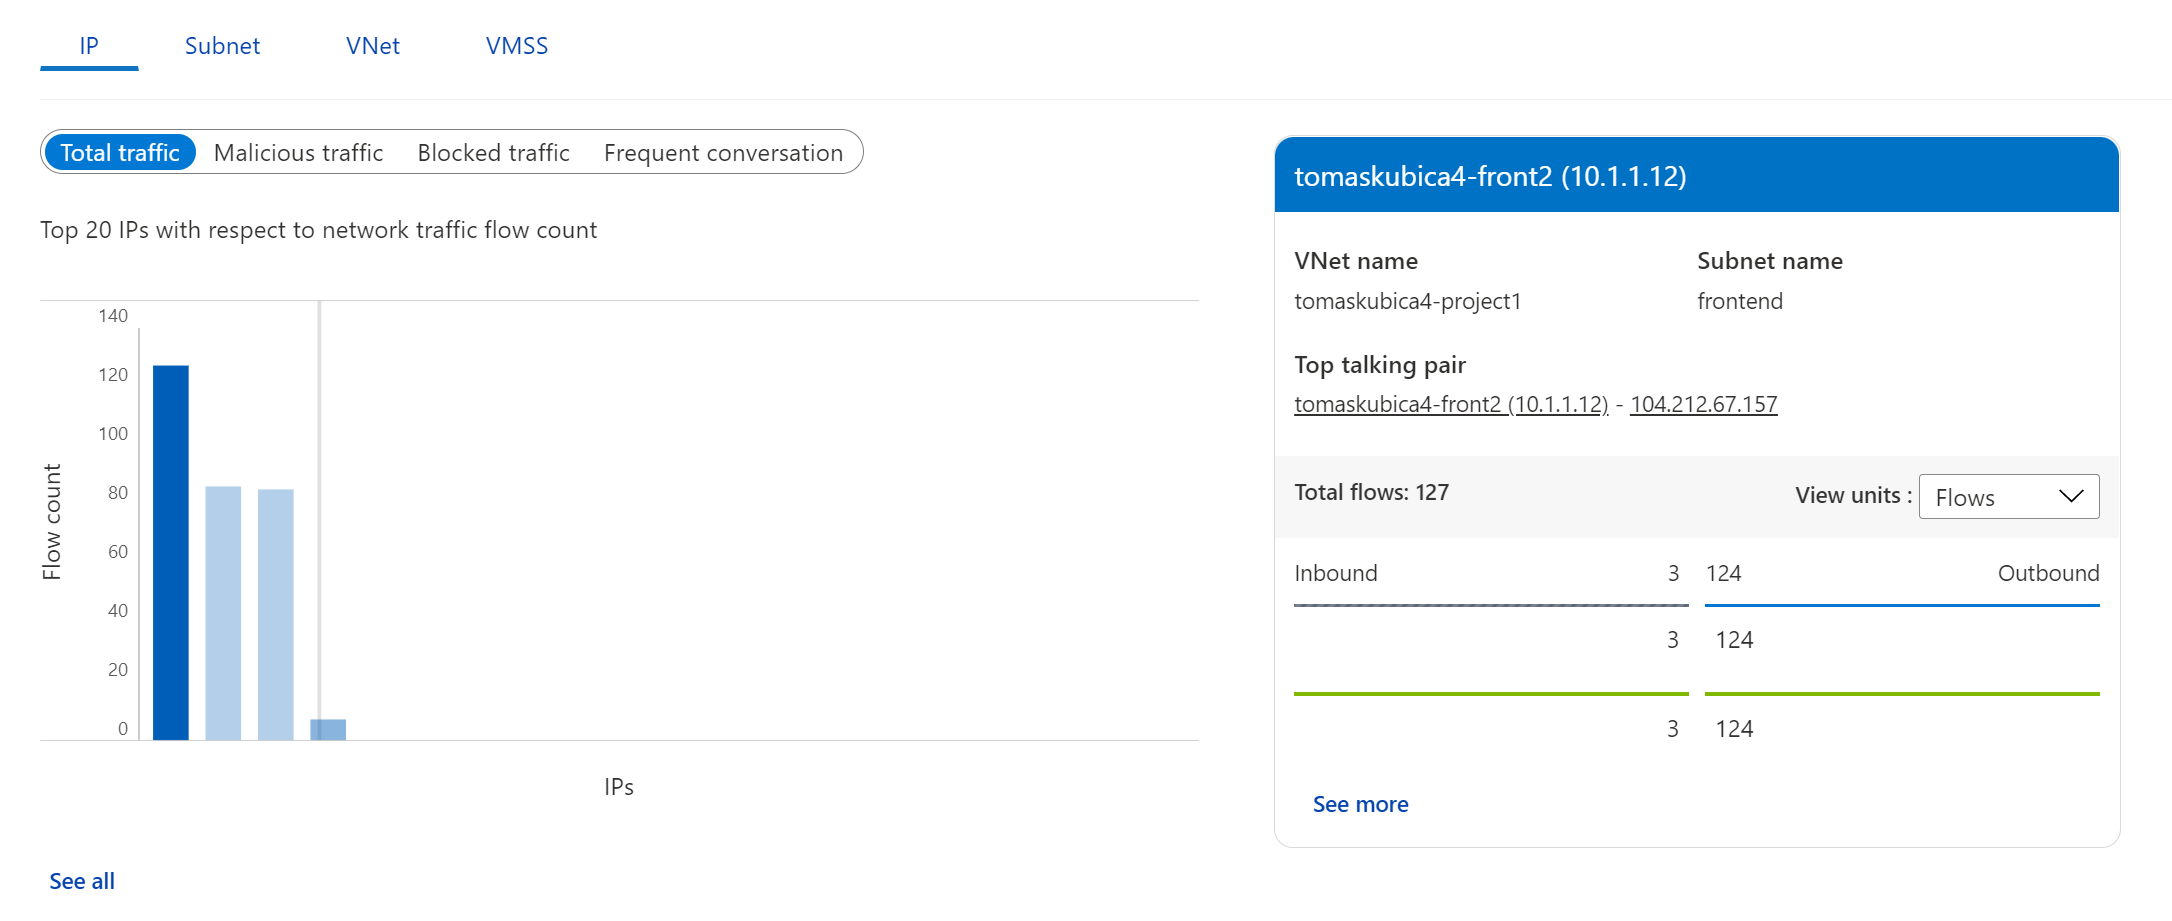 IP Subnet VNet VMSS
Total traffic Malicious traffic Blocked traffic Frequent conversation
Top 20 IPs with respect to network traffic flow count
140
120
100
80
60
40
20
0
Flow count
IPs
See all
tomaskubica4-front2 (10.1.1.12)
VNet name Subnet name
tomaskubica4-project1 frontend
Top talking pair
tomaskubica4-front2 (10.1.1.12) - 104.212.67.157
Total flows: 127 View units : Flows
Inbound 3 124 Outbound
3 124
3 124
See more